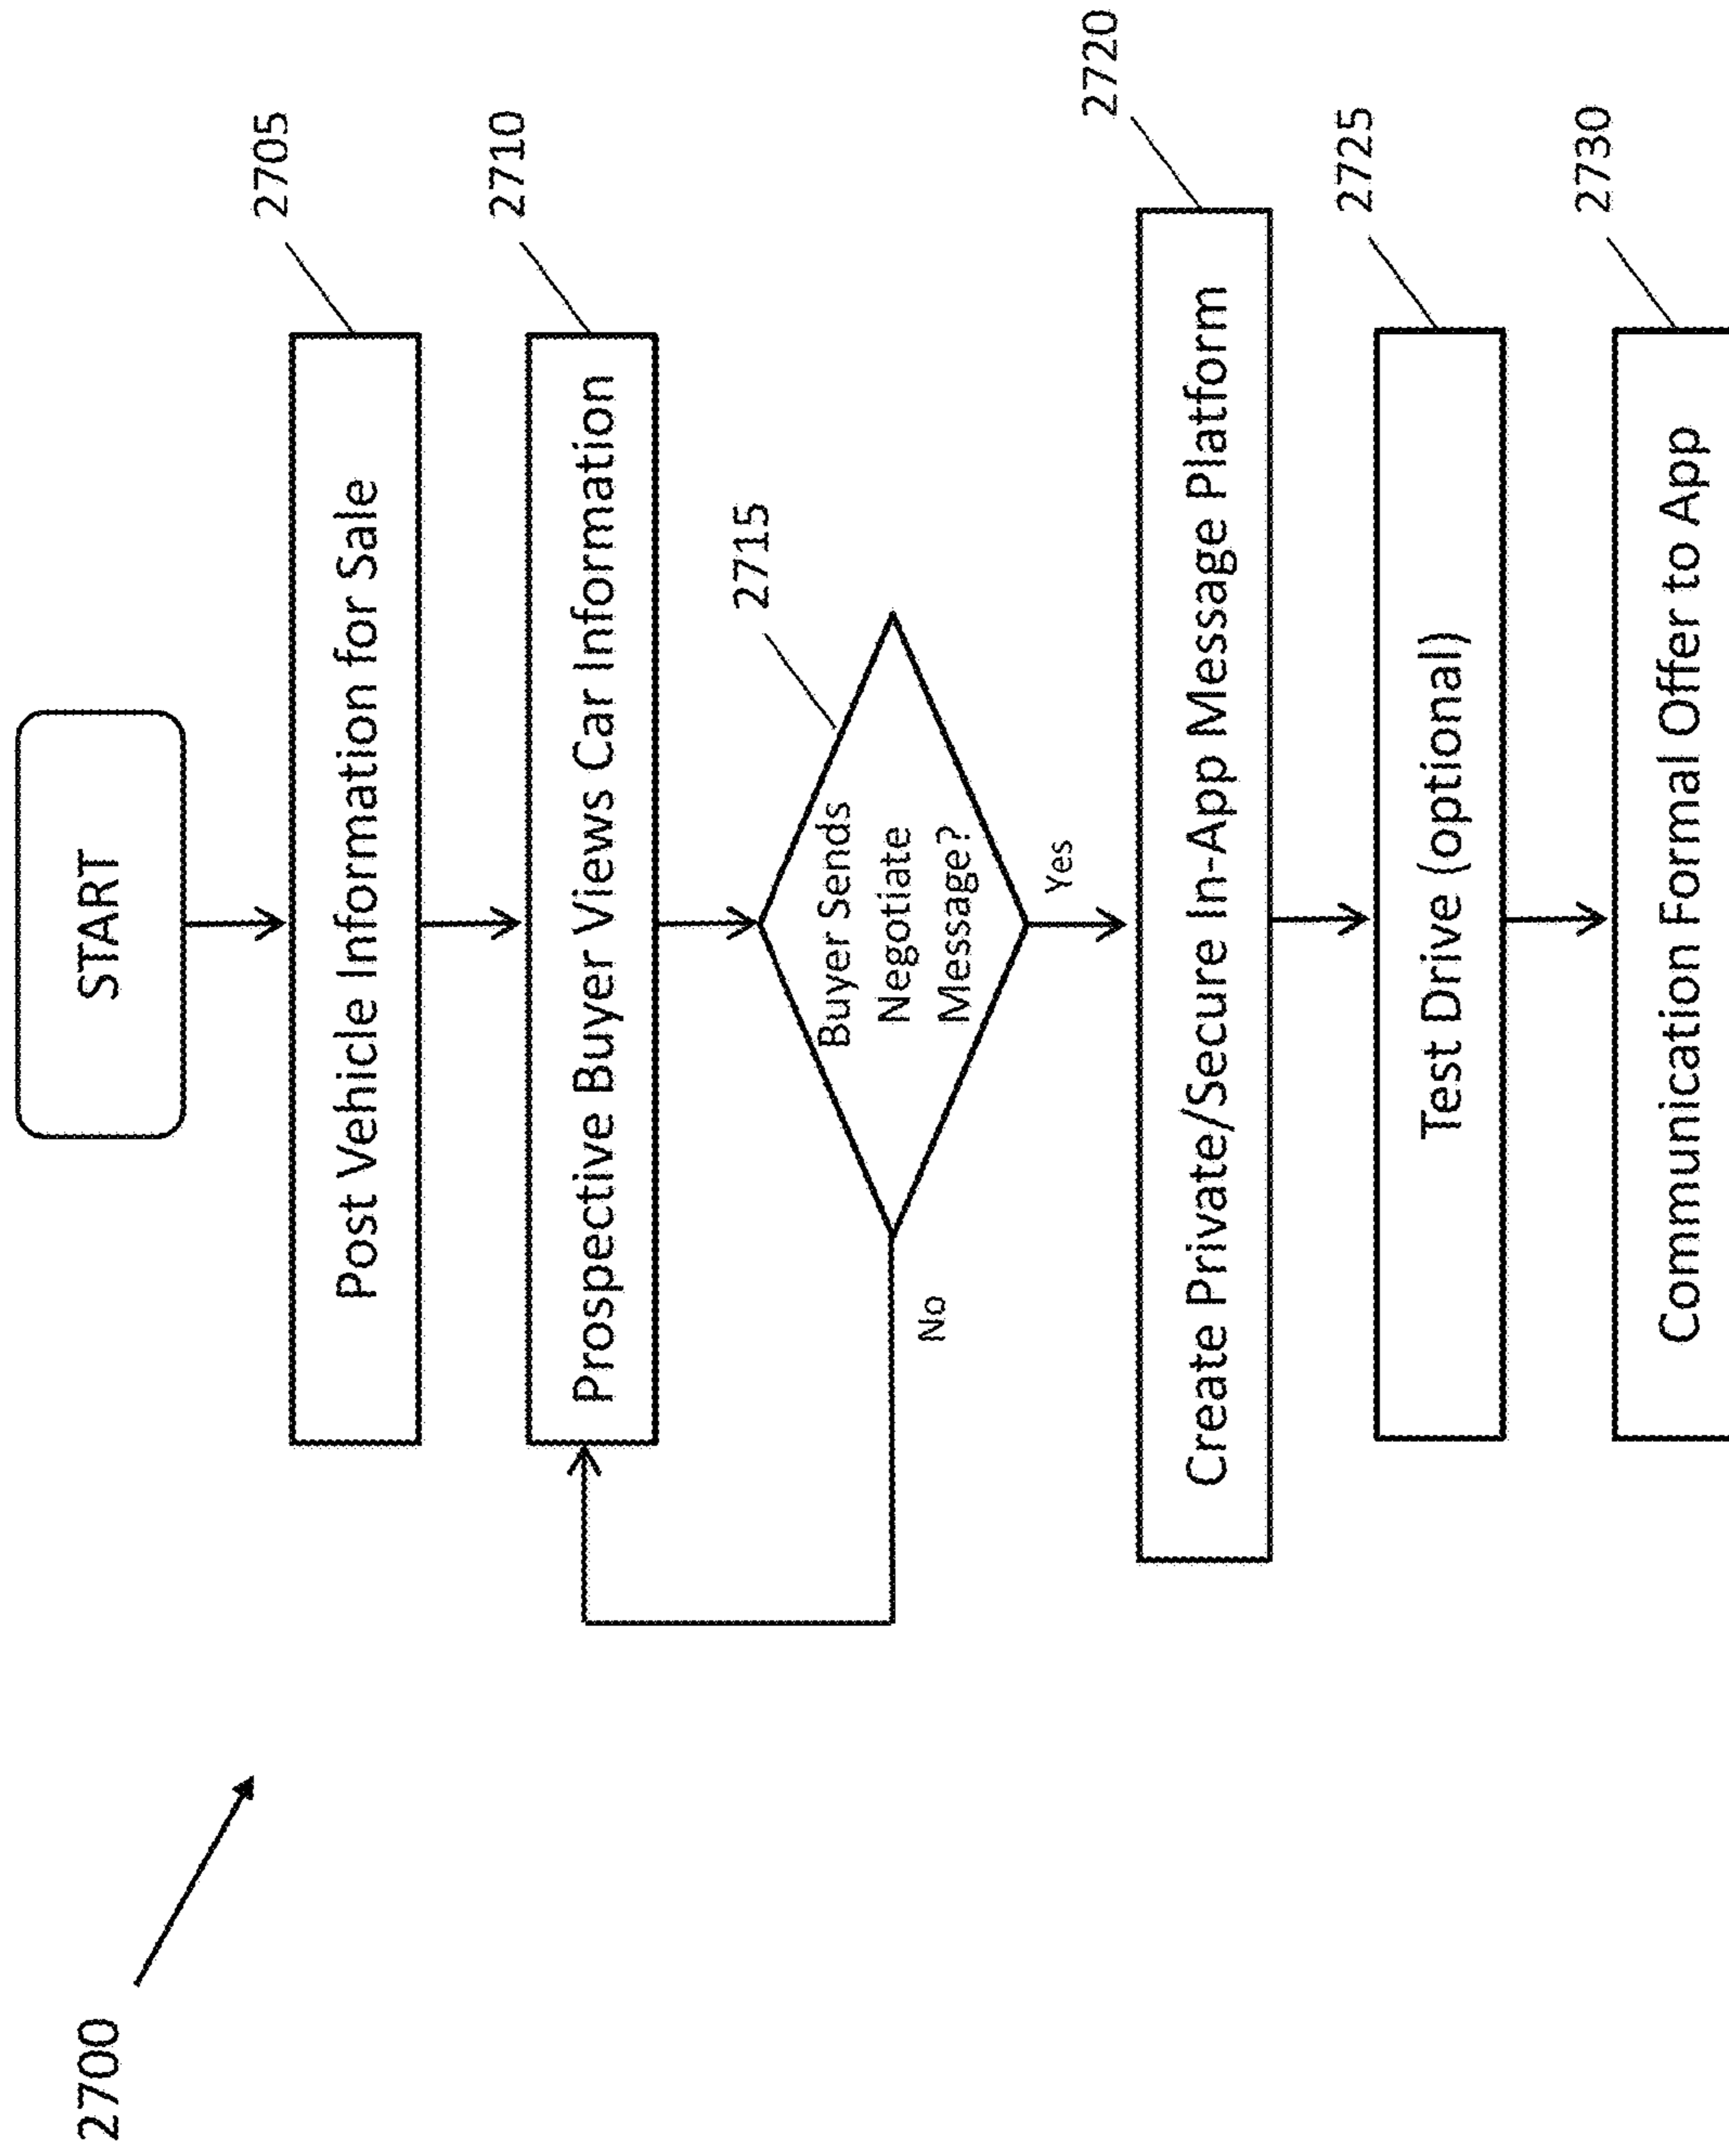 2700
START
Post Vehicle Information for Sale
2705
Prospective Buyer Views Car Information
2710
Buyer Sends
Negotiate
Message?
2715
No
Yes
Create Private/Secure In-App Message Platform
2720
Test Drive (optional)
2725
Communication Formal Offer to App
2730